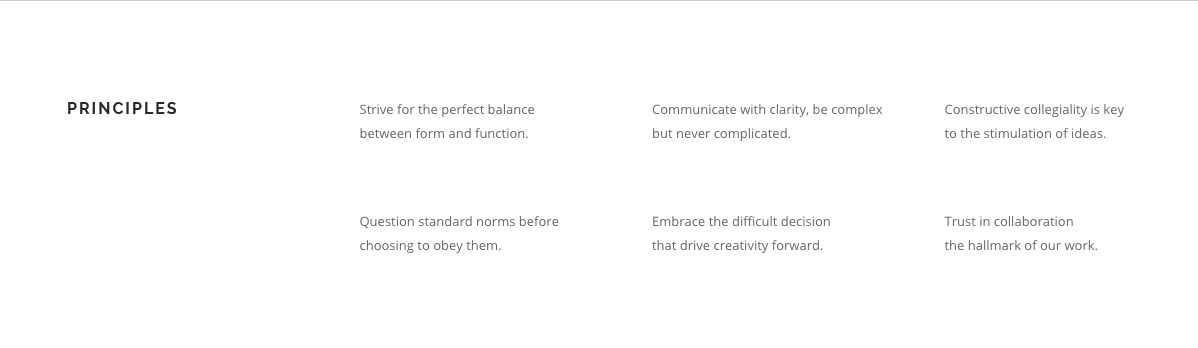 PRINCIPLES
Strive for the perfect balance
between form and function.
Communicate with clarity, be complex
but never complicated.
Constructive collegiality is key
to the stimulation of ideas.
Question standard norms before
choosing to obey them.
Embrace the difficult decision
that drive creativity forward.
Trust in collaboration
the hallmark of our work.